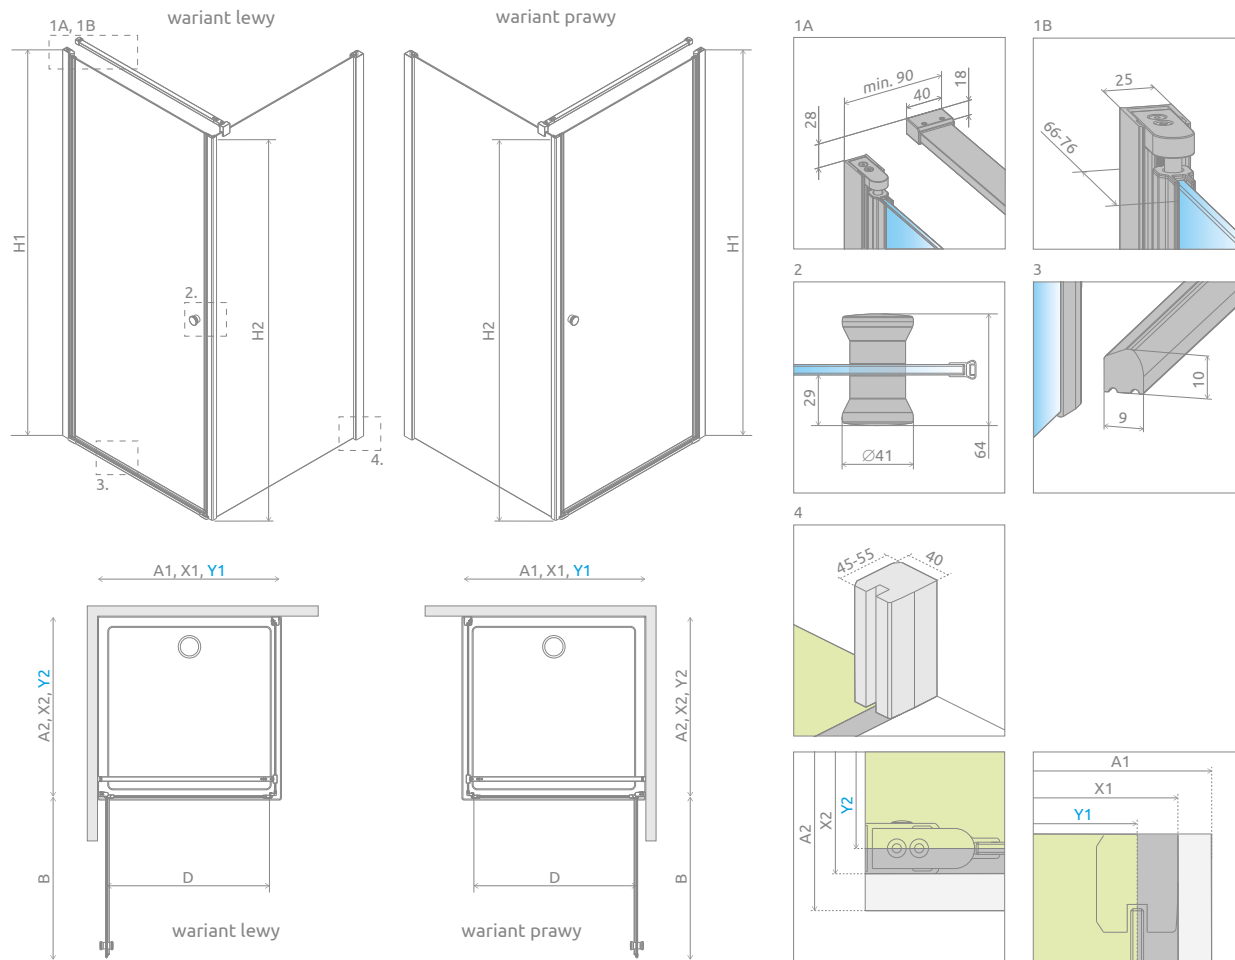 wariant lewy
wariant prawy
1A, 1B
H1
H2
2.
3.
4.
H2
H1
1A
min. 90
40
18
28
1B
25
66-76
2
29
Ø41
64
3
10
9
4
45-55
40
A1, X1, Y1
A2, X2, Y2
B
D
wariant lewy
A1, X1, Y1
A2, X2, Y2
B
D
wariant prawy
A2
X2
Y2
A1
X1
Y1